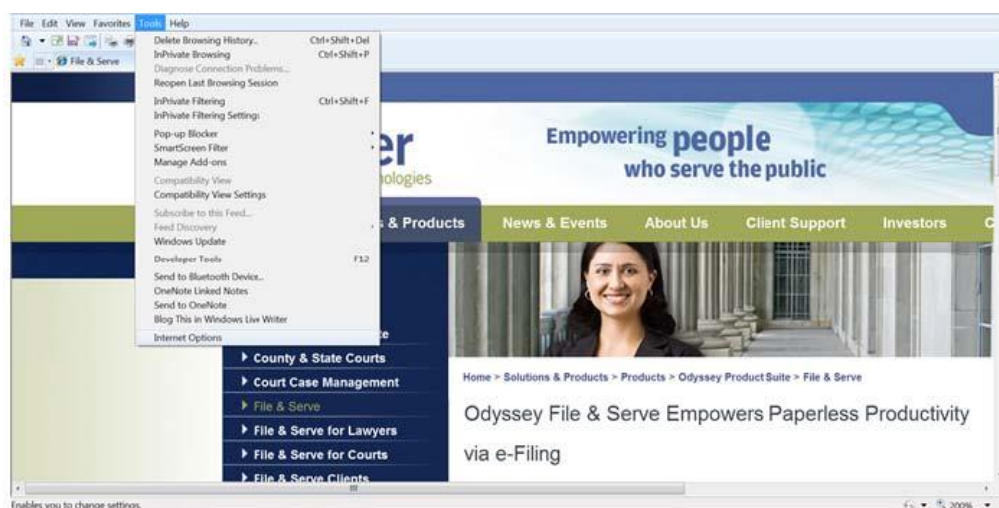 File Edit View Favorites Tools Help
File & Serve
Delete Browsing History... Ctrl+Shift+Del
InPrivate Browsing Ctrl+Shift+P
Diagnose Connection Problems...
Reopen Last Browsing Session
InPrivate Filtering Ctrl+Shift+F
InPrivate Filtering Settings
Pop-up Blocker
SmartScreen Filter
Manage Add-ons
Compatibility View
Compatibility View Settings
Subscribe to this Feed...
Feed Discovery
Windows Update
Developer Tools F12
Send to Bluetooth Device...
OneNote Linked Notes
Send to OneNote
Blog This in Windows Live Writer
Internet Options
er
nologies
Empowering people
who serve the public
& Products News & Events About Us Client Support Investors C
County & State Courts
Court Case Management
File & Serve
File & Serve for Lawyers
File & Serve for Courts
File & Serve Clients
Home > Solutions & Products > Products > Odyssey Product Suite > File & Serve
Odyssey File & Serve Empowers Paperless Productivity
via e-Filing
Enables you to change settings. 200%